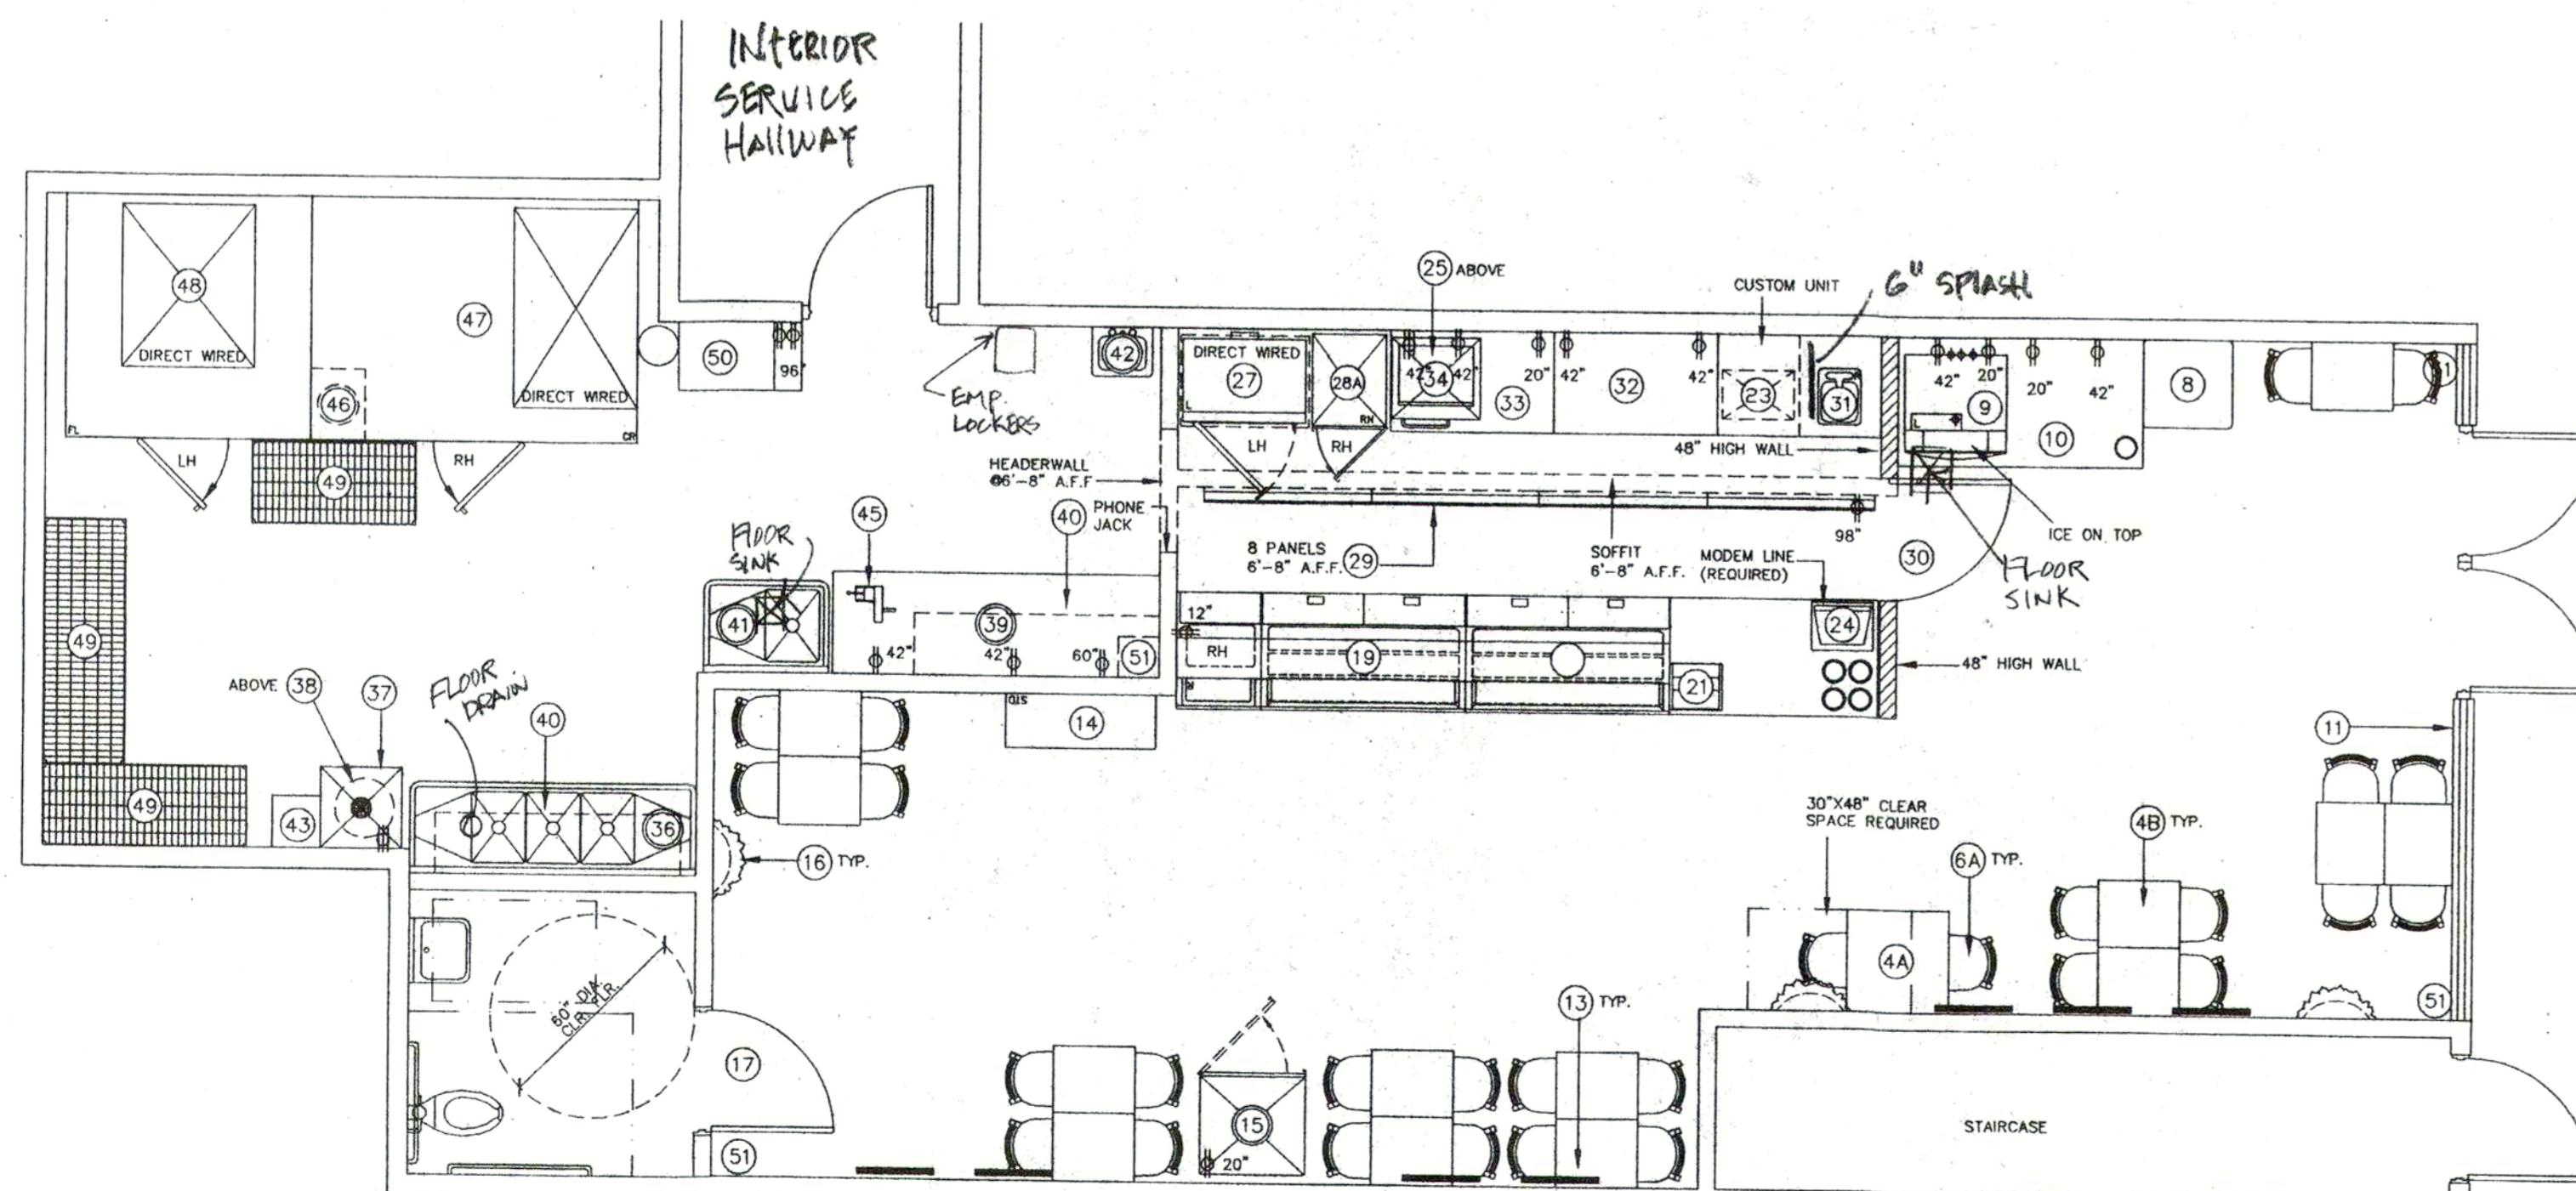 INTERIOR
SERVICE
HALLWAY
48
DIRECT WIRED
47
DIRECT WIRED
46
FL
CR
LH
RH
49
49
49
50
96"
EMP.
LOCKERS
42
HEADERWALL
@6'-8" A.F.F
40
PHONE
JACK
45
FLOOR
SINK
41
39
42"
42"
60"
51
ABOVE
38
37
FLOOR
DRAIN
40
43
36
DIRECT WIRED
27
L
28A
RH
LH
RH
25
ABOVE
42"
34
42"
20"
33
42"
32
42"
CUSTOM UNIT
23
6" SPLASH
31
48" HIGH WALL
42"
20"
9
L
20"
42"
10
8
1
ICE ON TOP
FLOOR
SINK
8 PANELS
6'-8" A.F.F.
29
SOFFIT
6'-8" A.F.F.
MODEM LINE
(REQUIRED)
98"
30
12"
RH
R
19
21
24
48" HIGH WALL
STD
14
16
TYP.
60" DIA.
CLR.
CLR.
17
51
15
20"
13
TYP.
30"X48" CLEAR
SPACE REQUIRED
4A
6A
TYP.
4B
TYP.
11
51
STAIRCASE